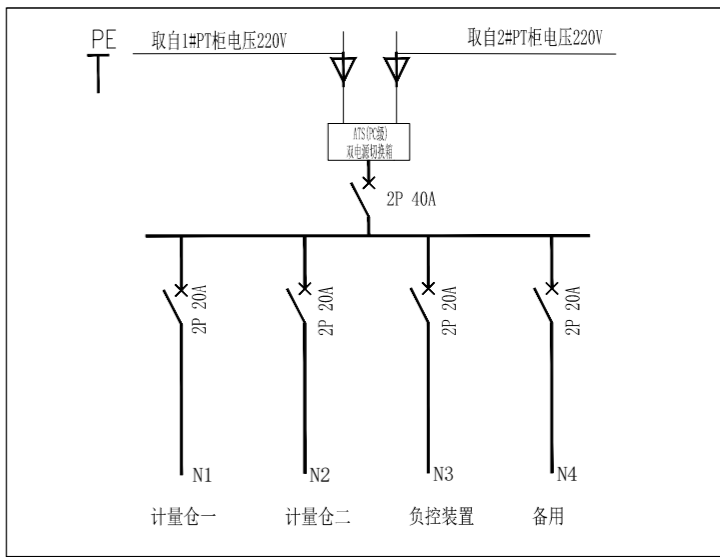 PE
取自1#PT柜电压220V
取自2#PT柜电压220V
ATS(PC级)
双电源切换箱
2P 40A
2P 20A
2P 20A
2P 20A
2P 20A
N1
N2
N3
N4
计量仓一
计量仓二
负控装置
备用